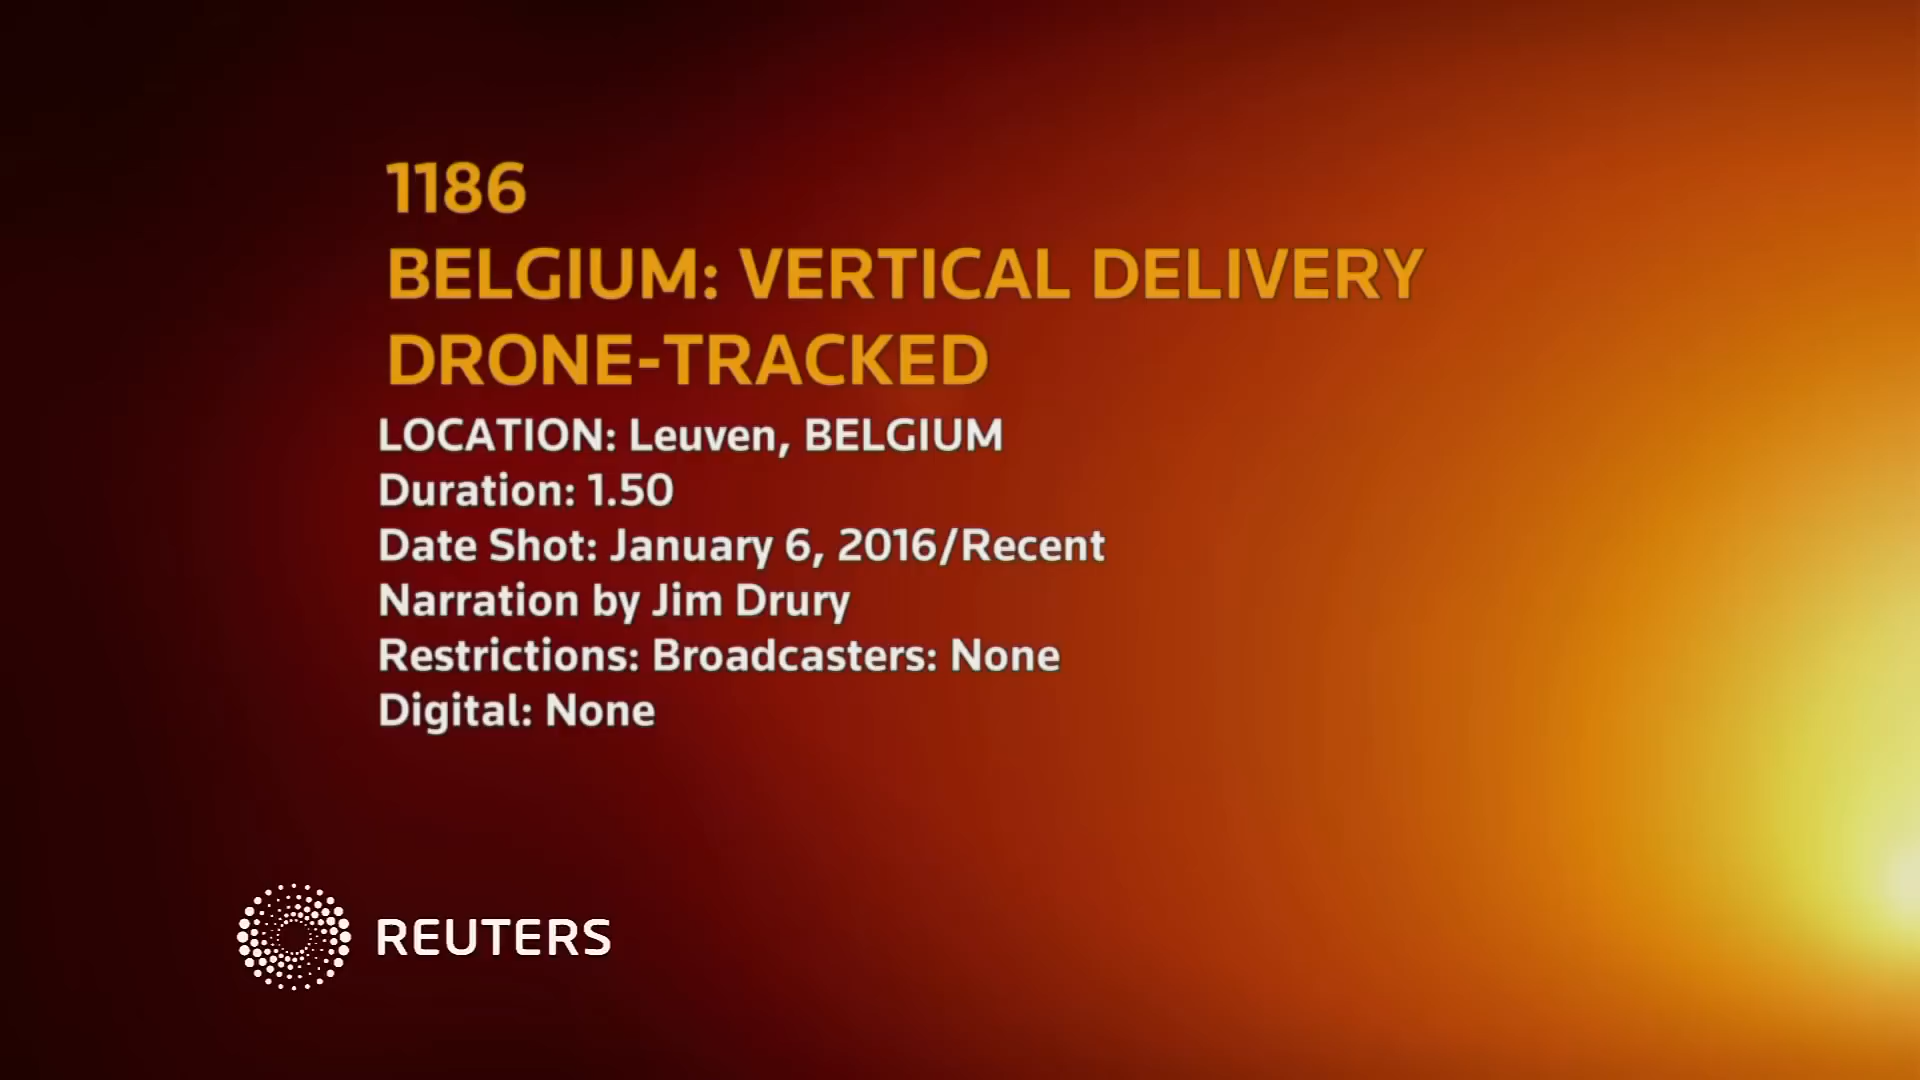 1186
BELGIUM: VERTICAL DELIVERY
DRONE-TRACKED
LOCATION: Leuven, BELGIUM
Duration: 1.50
Date Shot: January 6, 2016/Recent
Narration by Jim Drury
Restrictions: Broadcasters: None
Digital: None
REUTERS